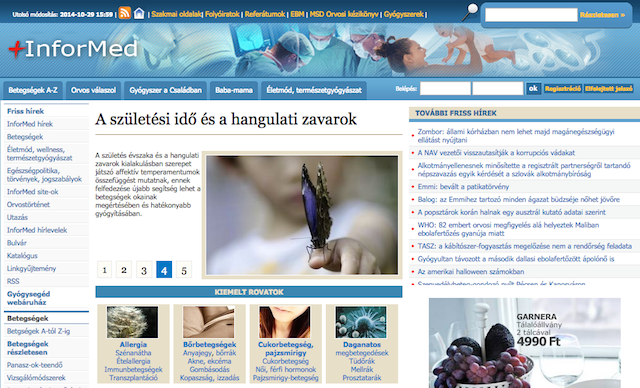 Utolsó módosítás: 2014-10-29 15:59 | Szakmai oldalak | Folyóiratok | Referátumok | EBM | MSD Orvosi kézikönyv | Gyógyszerek | Részletesen »
+InforMed
Betegségek A-Z Orvos válaszol Gyógyszer a Családban Baba-mama Életmód, természetgyógyászat Belépés: ok Regisztráció Elfelejtett jelszó
Friss hírek
InforMed hírek
Betegségek
Életmód, wellness,
természetgyógyászat
Egészségpolitika,
törvények, jogszabályok
InforMed site-ok
Orvostörténet
Utazás
InforMed hírlevelek
Bulvár
Katalógus
Linkgyűjtemény
RSS
Gyógysegéd
webáruház
Betegségek
Betegségek A-tól Z-ig
Betegségek
részletesen
Panasz-ok-teendő
Vizsgálómódszerek
A születési idő és a hangulati zavarok
A születés évszaka és a hangulati
zavarok kialakulásban szerepet
játszó affektív temperamentumok
összefüggést mutatnak, ennek
felfedezése újabb segítség lehet a
betegségek okainak
megértésében és hatékonyabb
gyógyításában.
1 2 3 4 5
KIEMELT ROVATOK
Allergia
Szénanátha
Ételallergia
Immunbetegségek
Transzplantáció
Bőrbetegségek
Anyajegy, bőrrák
Akne, ekcéma
Gombásodás
Kopaszság, izzadás
Cukorbetegség,
pajzsmirigy
Cukorbetegség
Női, férfi hormonok
Pajzsmirigy-betegség
Daganatos
megbetegedések
Tüdőrák
Mellrák
Prosztatarák
TOVÁBBI FRISS HÍREK
Zombor: állami kórházban nem lehet majd magánegészségügyi
ellátást nyújtani
A NAV vezetői visszautasítják a korrupciós vádakat
Alkotmányellenesnek minősítette a regisztrált partnerségről tartandó
népszavazás egyik kérdését a szlovák alkotmánybíróság
Emmi: bevált a patikatörvény
Balog: az Emmihez tartozó minden ágazat büdzséje nőhet jövőre
A popsztárok korán halnak egy ausztrál kutató adatai szerint
WHO: 82 embert orvosi megfigyelés alá helyeztek Maliban
ebolafertőzés gyanúja miatt
TASZ: a kábítószer-fogyasztás megelőzése nem a rendőrség feladata
Gyógyultan távozott a második dallasi ebolafertőzött ápolónő is
Az amerikai halloween számokban
Szenvedélybeteg-gondozó nyílt Pécsen és Kaposváron
GARNERA
Tálalóállvány
2 tálcával
4990 Ft